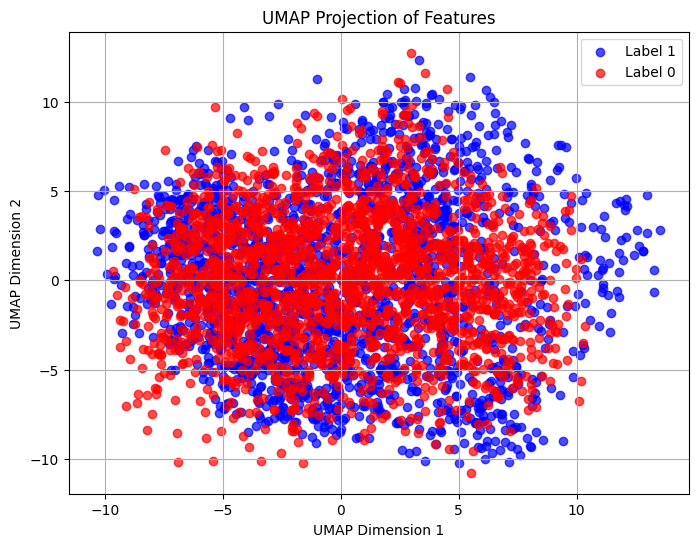 UMAP Projection of Features
Label 1
Label 0
10
5
0
−5
−10
UMAP Dimension 2
−10
−5
0
5
10
UMAP Dimension 1